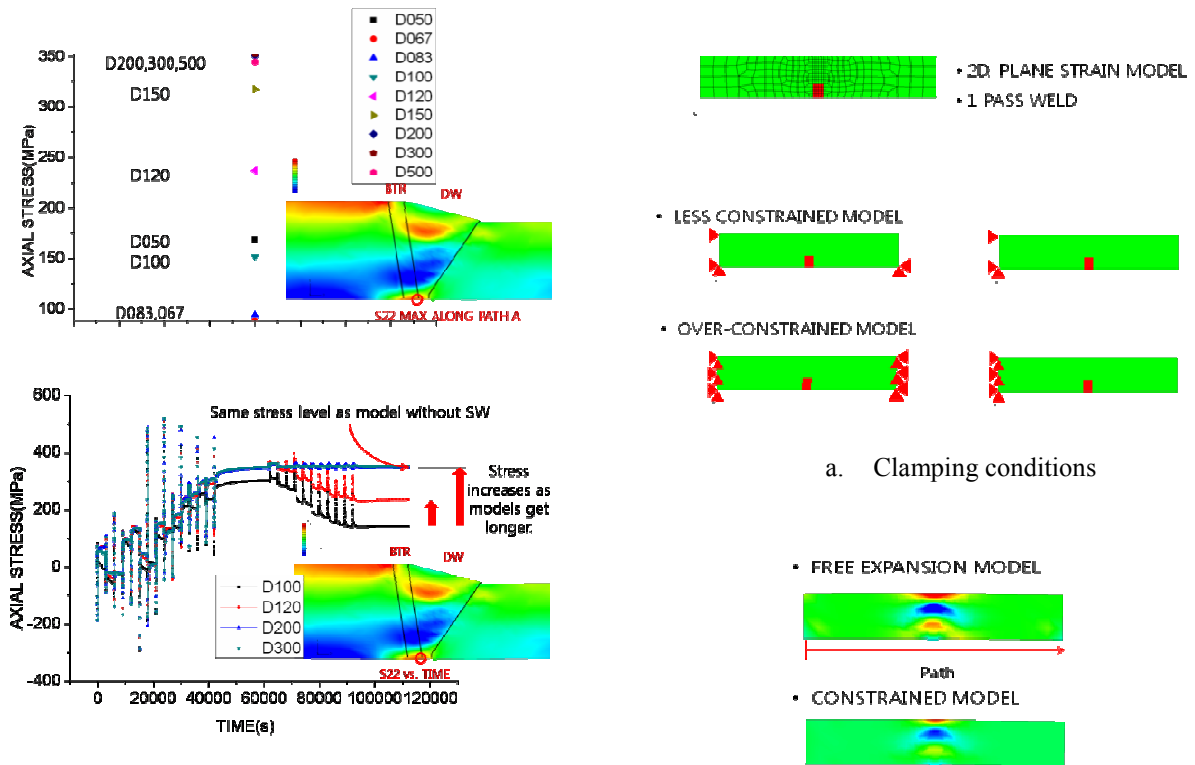 D050
D067
D083
D100
D120
D150
D200
D300
D500
350
300
250
200
150
100
AXIAL STRESS(MPa)
D200,300,500
D150
D120
D050
D100
D083,067
BTR
DW
S22 MAX ALONG PATH A
600
400
200
0
-200
-400
AXIAL STRESS(MPa)
Same stress level as model without SW
Stress
increases as
models get
longer.
BTR
DW
D100
D120
D200
D300
S22 vs. TIME
0 20000 40000 60000 80000 100000 120000
TIME(s)
• 2D PLANE STRAIN MODEL
• 1 PASS WELD
• LESS CONSTRAINED MODEL
• OVER-CONSTRAINED MODEL
a. Clamping conditions
• FREE EXPANSION MODEL
Path
• CONSTRAINED MODEL